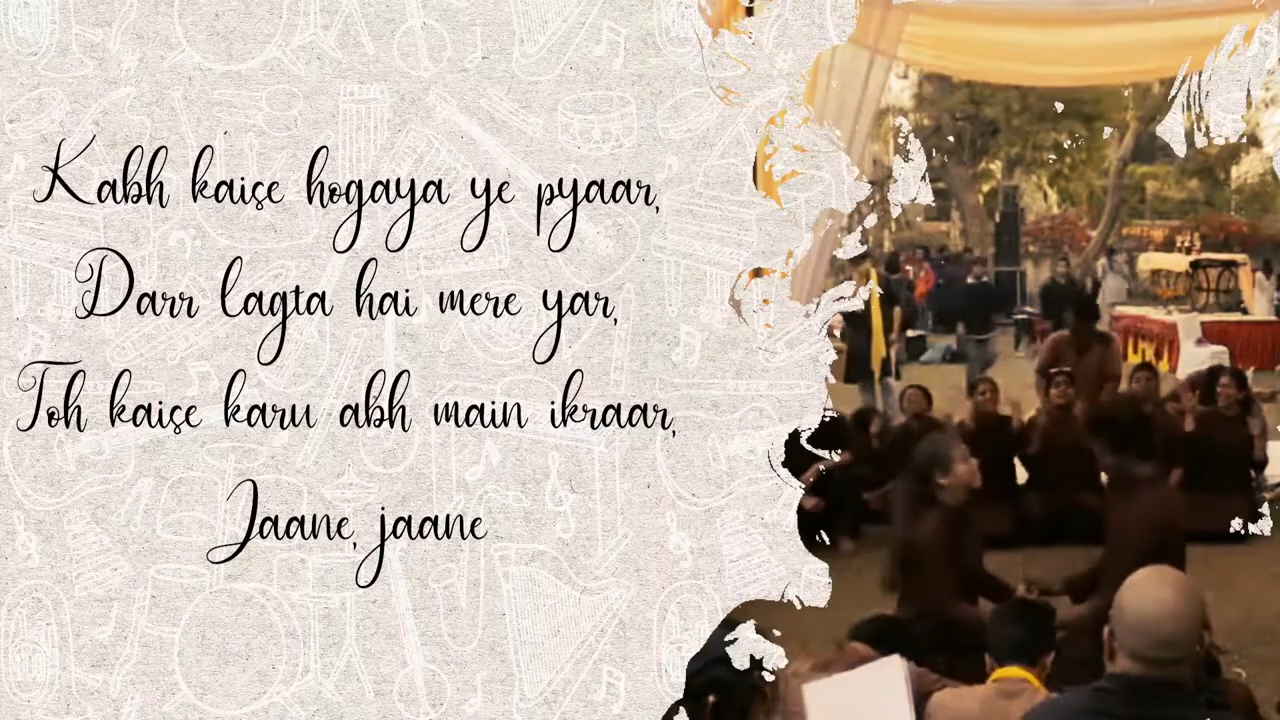 Kabh kaise hogaya ye pyaar,
Darr lagta hai mere yar,
Toh kaise karu abh main ikraar,
Jaane, jaane